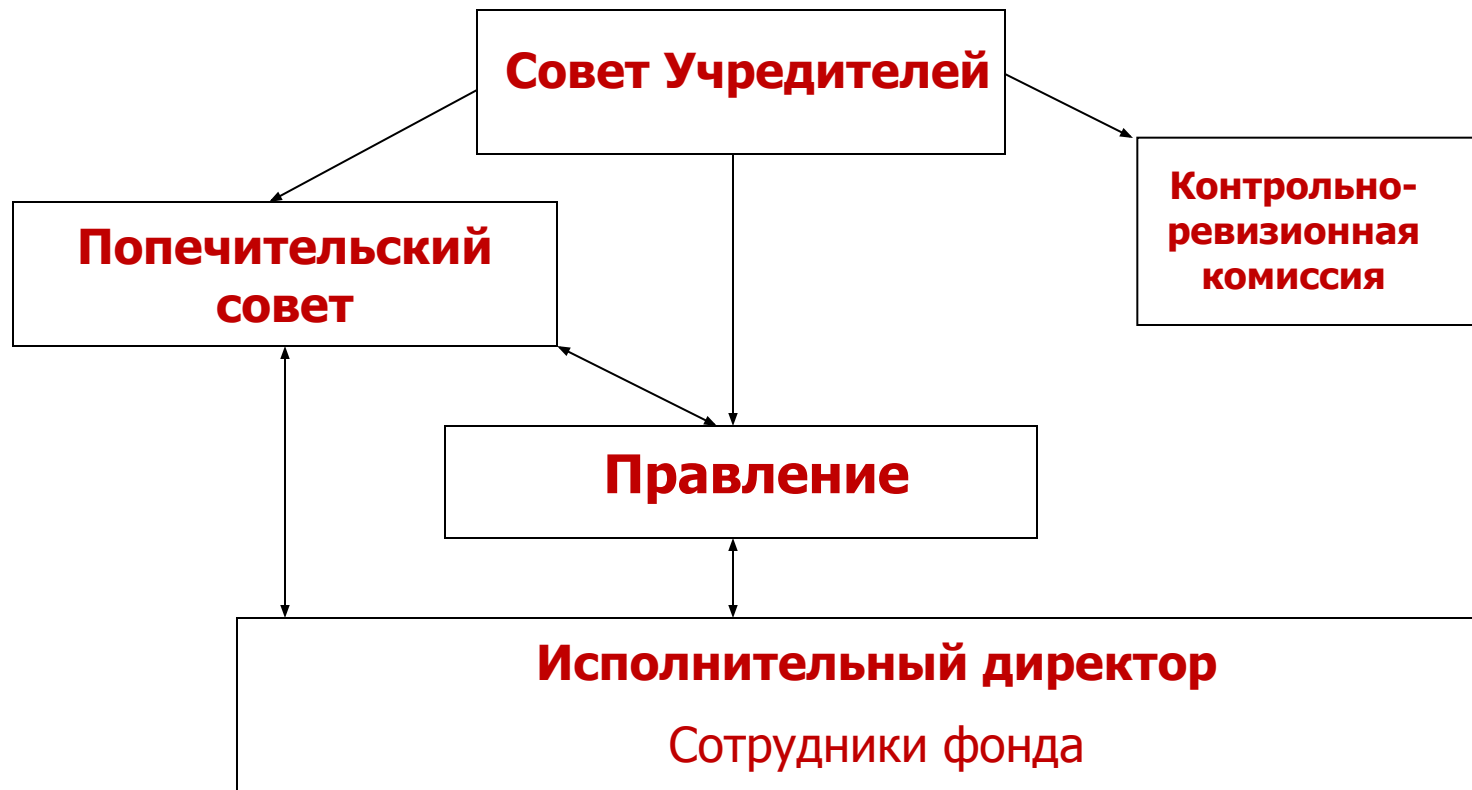 Совет Учредителей
Контрольно-
ревизионная
комиссия
Попечительский
совет
Правление
Исполнительный директор
Сотрудники фонда